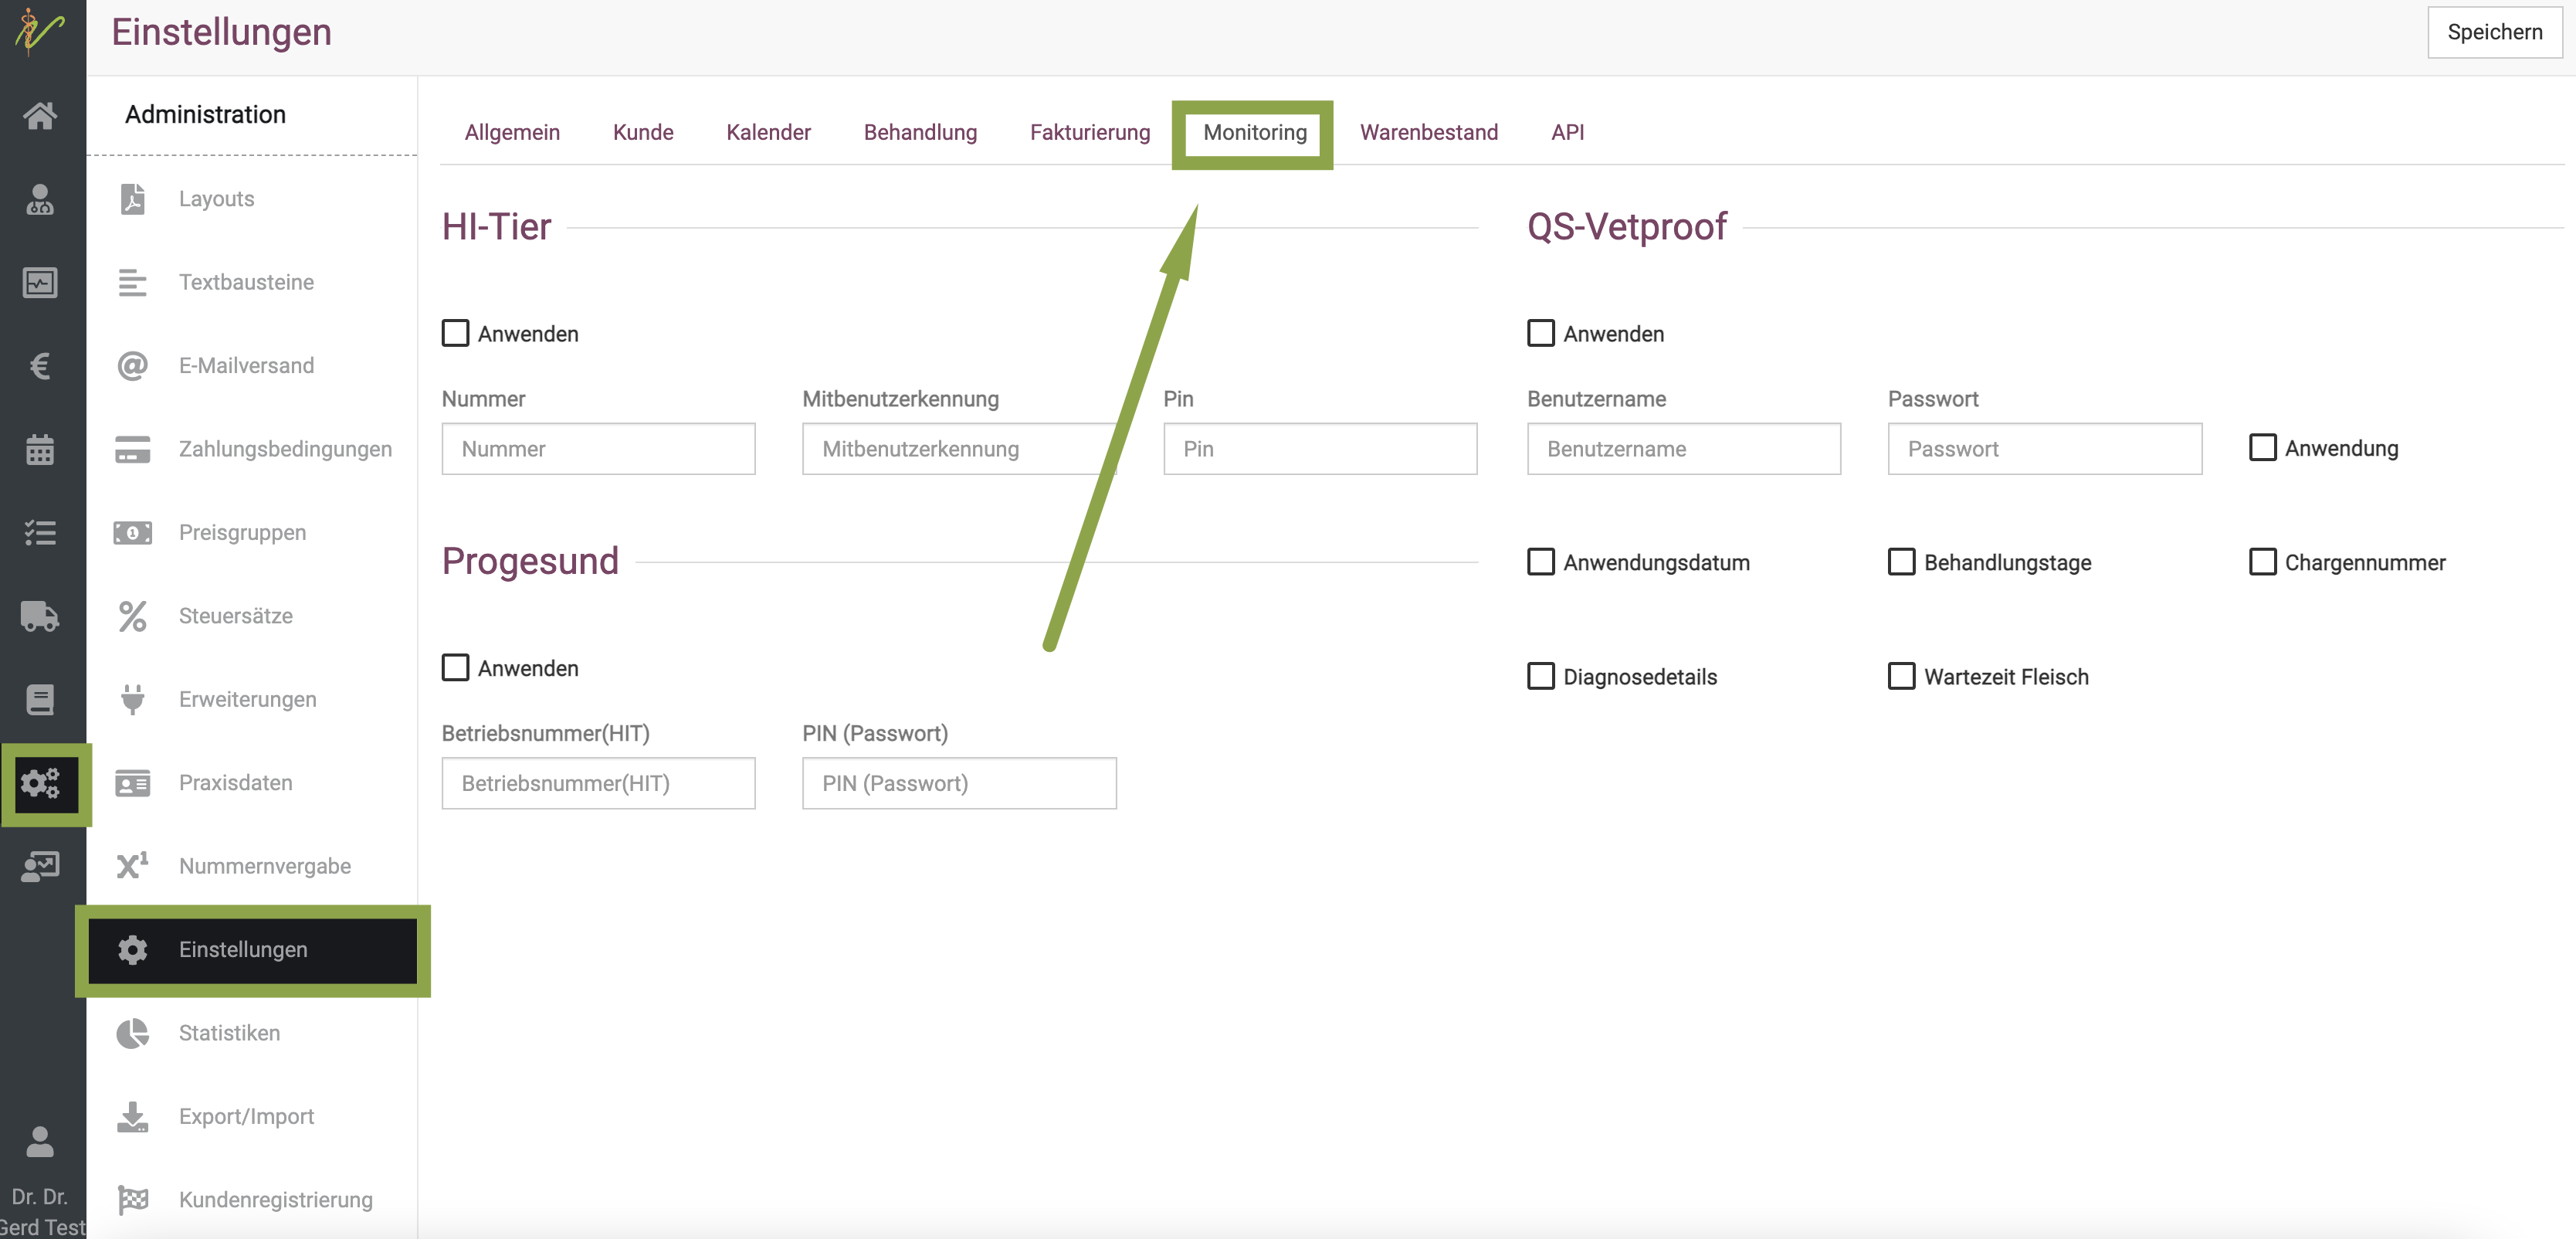 Einstellungen
Speichern
Administration
Layouts
Textbausteine
E-Mailversand
Zahlungsbedingungen
Preisgruppen
Steuersätze
Erweiterungen
Praxisdaten
Nummernvergabe
Einstellungen
Statistiken
Export/Import
Kundenregistrierung
Dr. Dr.
Gerd Test
Allgemein Kunde Kalender Behandlung Fakturierung Monitoring Warenbestand API
HI-Tier
Anwenden
Nummer Mitbenutzerkennung Pin
Nummer Mitbenutzerkennung Pin
Progesund
Anwenden
Betriebsnummer(HIT) PIN (Passwort)
Betriebsnummer(HIT) PIN (Passwort)
QS-Vetproof
Anwenden
Benutzername Passwort
Benutzername Passwort Anwendung
Anwendungsdatum Behandlungstage Chargennummer
Diagnosedetails Wartezeit Fleisch